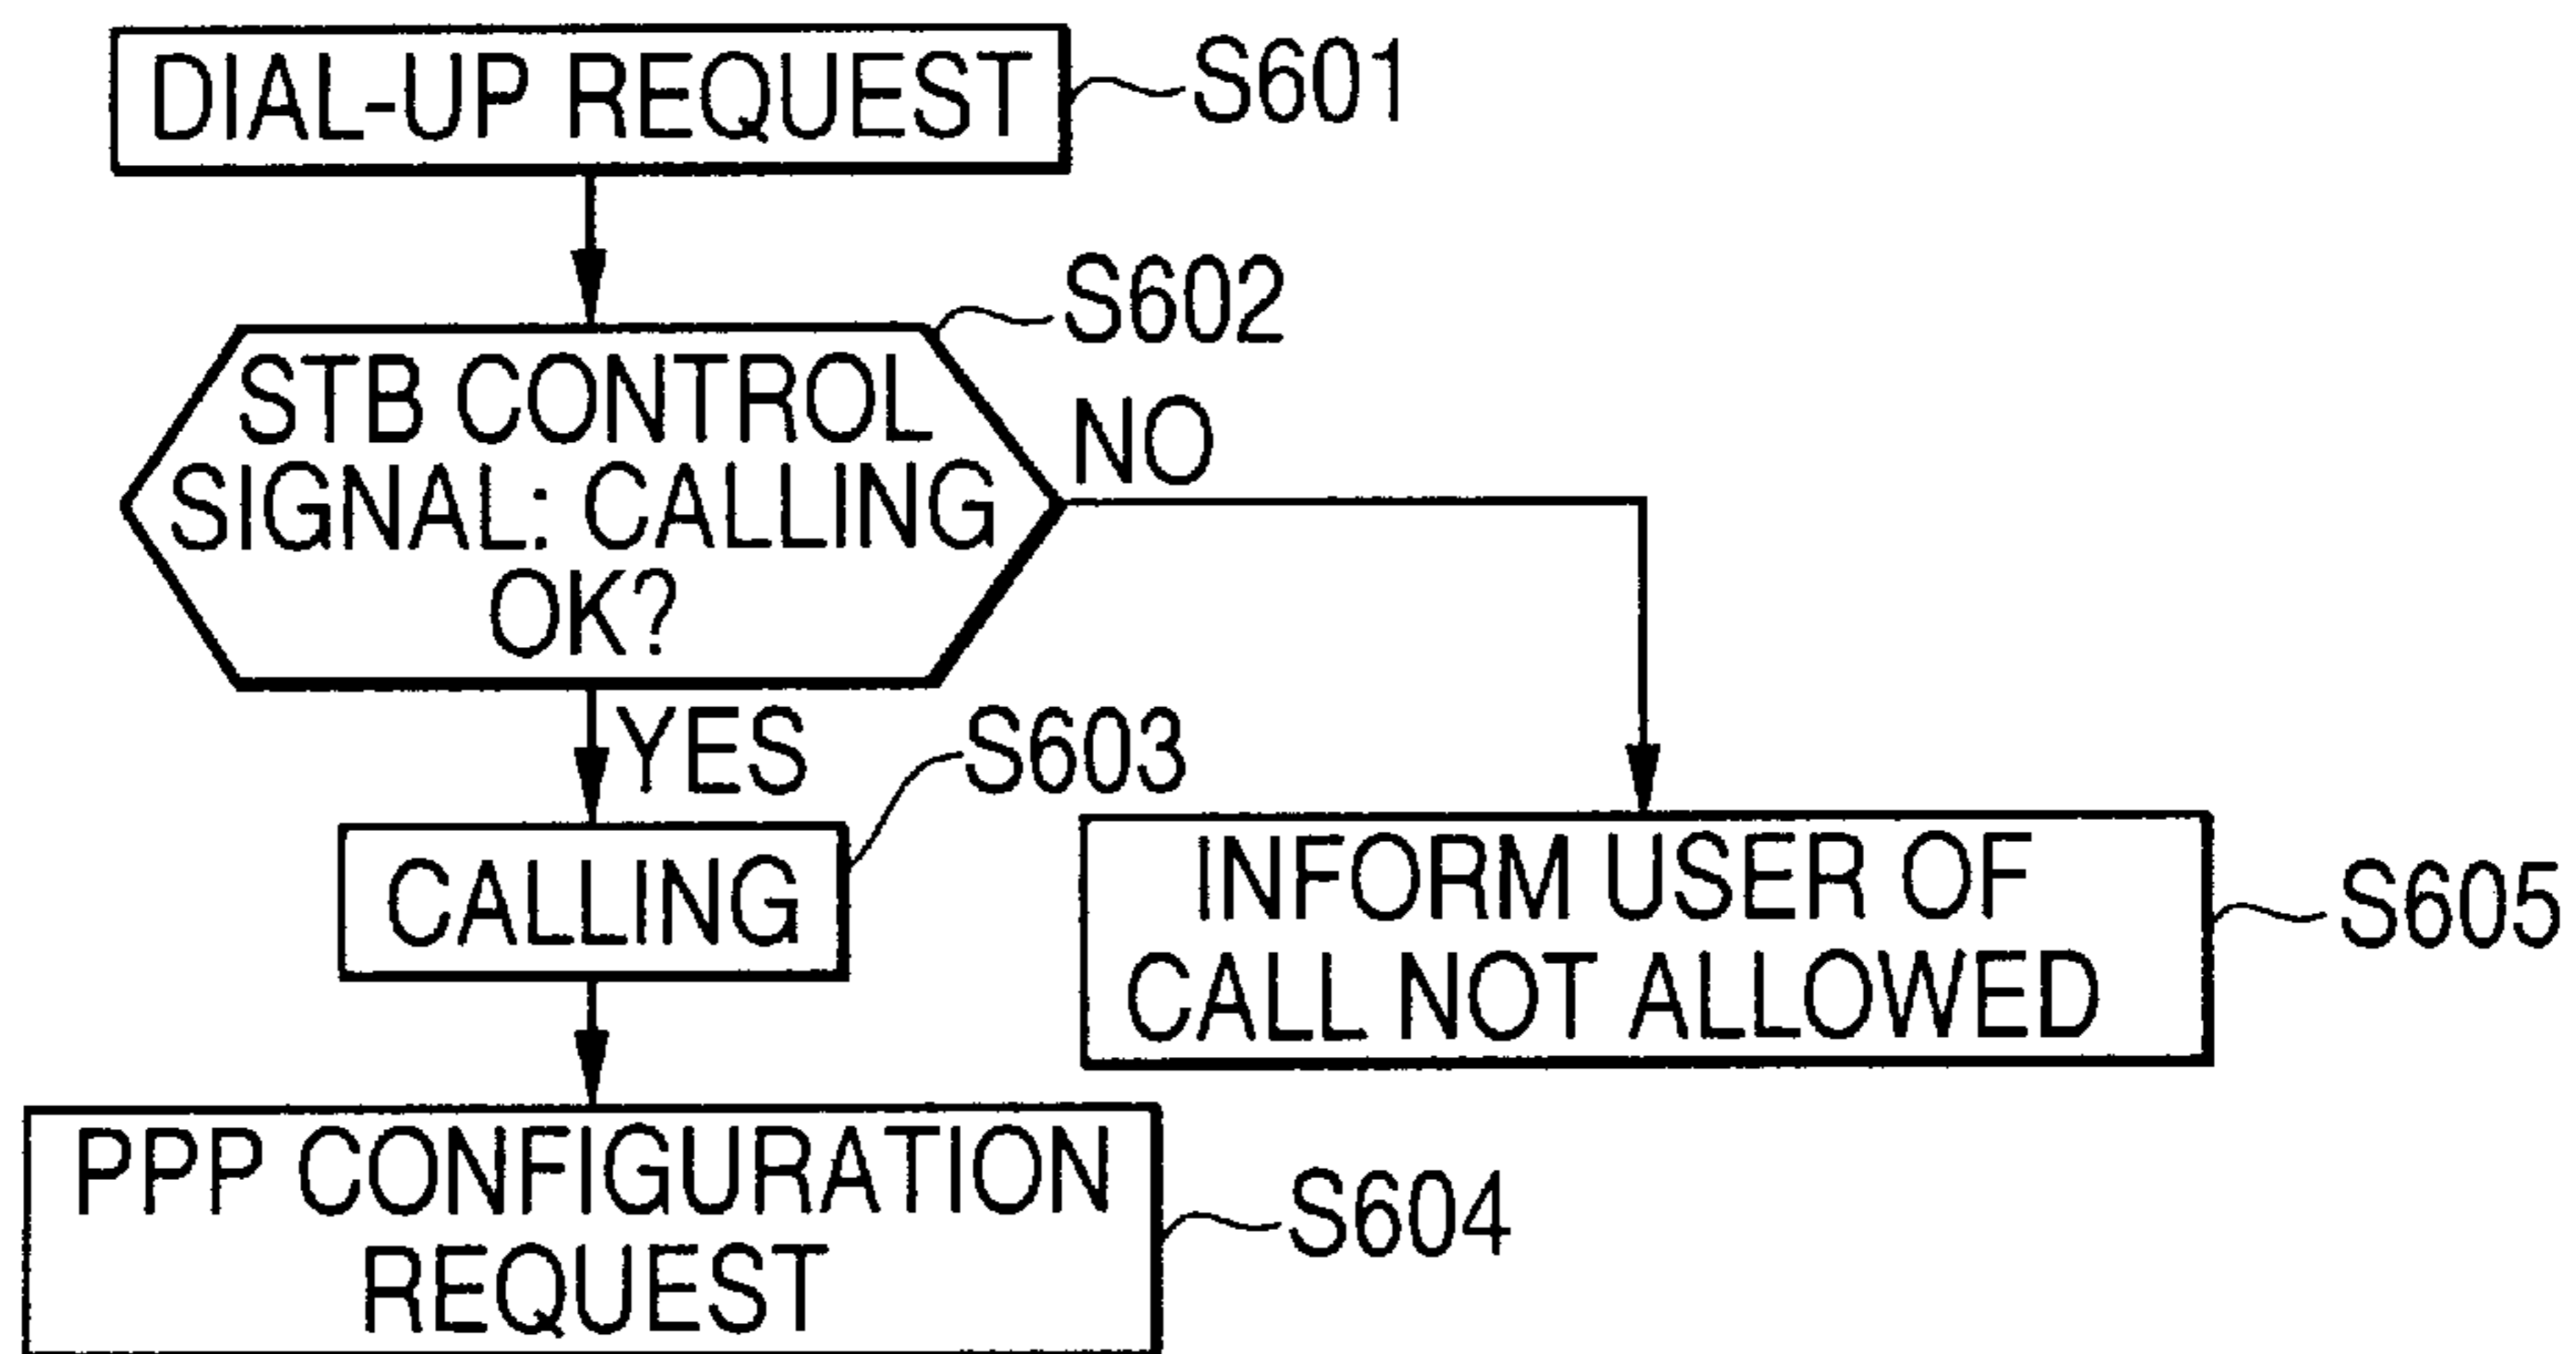 DIAL-UP REQUEST
S601
S602
STB CONTROL
SIGNAL: CALLING
OK?
NO
YES
S603
CALLING
INFORM USER OF
CALL NOT ALLOWED
S605
PPP CONFIGURATION
REQUEST
S604